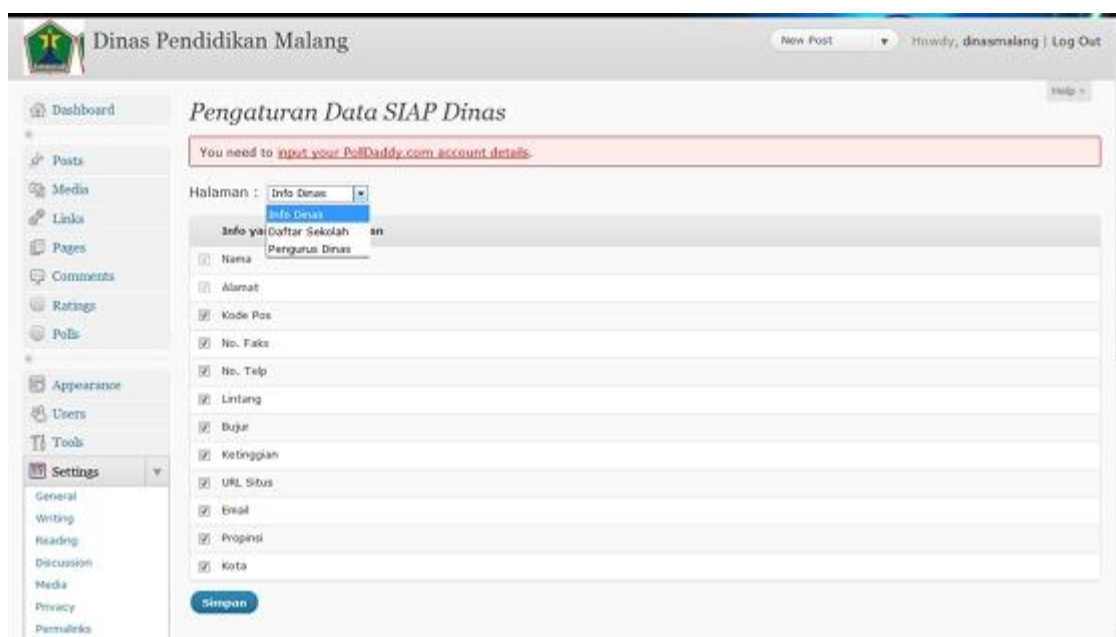 Dinas Pendidikan Malang
New Post
Howdy, dinasmalang | Log Out
Help
Dashboard
Posts
Media
Links
Pages
Comments
Ratings
Polls
Appearance
Users
Tools
Settings
General
Writing
Reading
Discussion
Media
Privacy
Permalinks
Pengaturan Data SIAP Dinas
You need to input your PollDaddy.com account details.
Halaman : Info Dinas
Info Dinas
Daftar Sekolah
Pengurus Dinas
Info
Nama
Alamat
Kode Pos
No. Faks
No. Telp
Lintang
Bujur
Ketinggian
URL Situs
Email
Propinsi
Kota
Simpan